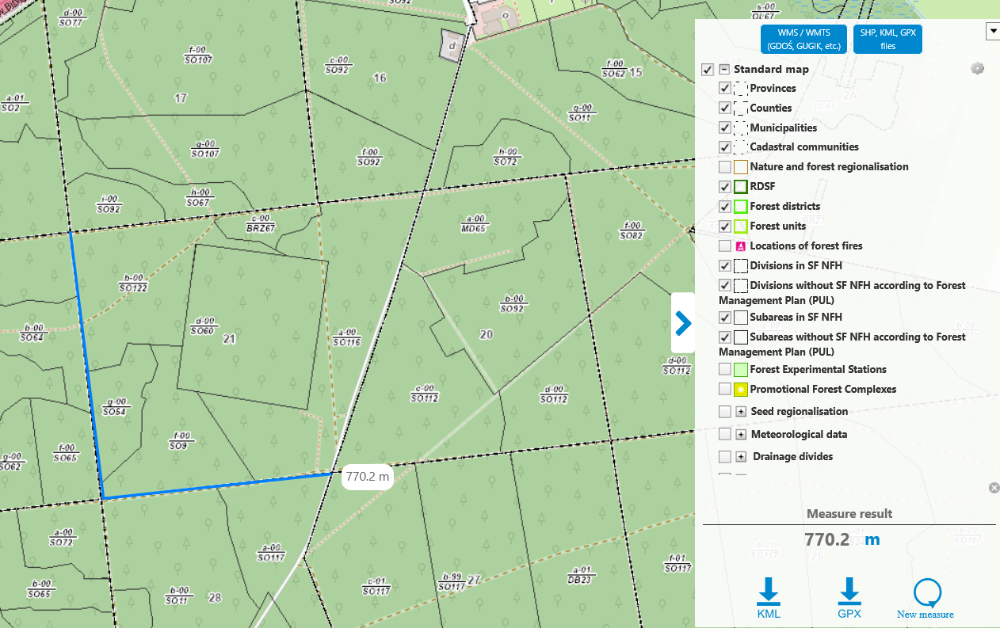 d-00
SO77
SO92
s-00
OL67
o
d
f-00
SO107
c-00
SO92
16
f-00
SO62
15
a-01
SO2
17
g-00
SO11
g-00
SO107
f-00
SO92
h-00
SO72
i-00
SO92
h-00
SO67
c-00
BRZ67
a-00
MD65
f-00
SO82
b-00
SO122
b-00
SO92
d-00
SO60
21
b-00
SO64
a-00
SO116
20
d-00
SO112
c-00
SO112
d-00
SO112
g-00
SO54
f-00
SO9
f-00
SO65
g-00
SO62
770.2 m
a-00
SO72
a-00
SO117
f-01
SO117
b-00
SO65
b-00
SO11
28
c-01
SO117
b-99
SO117
27
a-01
DB23
WMS / WMTS
(GDOŚ, GUGIK, etc.)
SHP, KML, GPX
files
Standard map
Provinces
Counties
Municipalities
Cadastral communities
Nature and forest regionalisation
RDSF
Forest districts
Forest units
Locations of forest fires
Divisions in SF NFH
Divisions without SF NFH according to Forest
Management Plan (PUL)
Subareas in SF NFH
Subareas without SF NFH according to Forest
Management Plan (PUL)
Forest Experimental Stations
Promotional Forest Complexes
Seed regionalisation
Meteorological data
Drainage divides
Measure result
770.2 m
KML
GPX
New measure